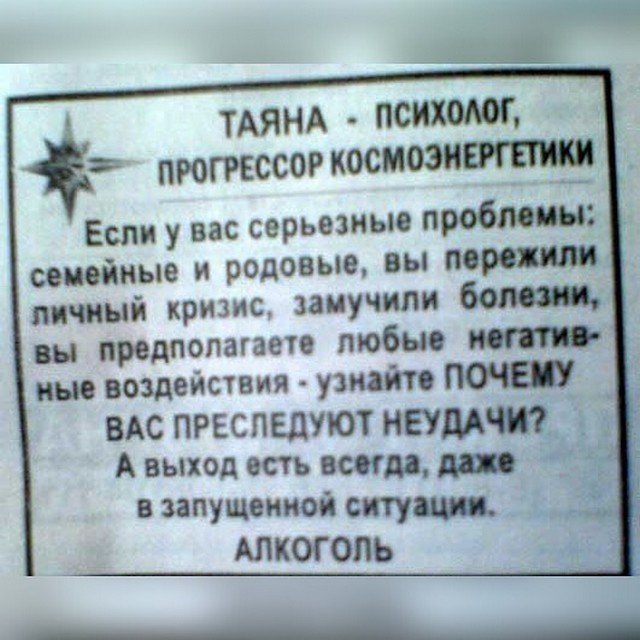 ТАЯНА - ПСИХОЛОГ,
ПРОГРЕССОР КОСМОЭНЕРГЕТИКИ
Если у вас серьезные проблемы:
семейные и родовые, вы пережили
личный кризис, замучили болезни,
вы предполагаете любые негатив-
ные воздействия - узнайте ПОЧЕМУ
ВАС ПРЕСЛЕДУЮТ НЕУДАЧИ?
А выход есть всегда, даже
в запущенной ситуации.
АЛКОГОЛЬ